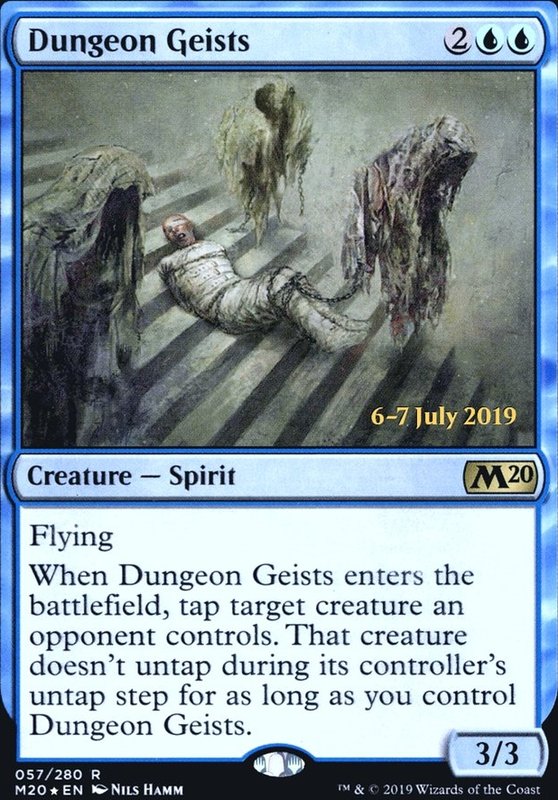 Dungeon Geists 2
6–7 July 2019
Creature — Spirit M20
Flying
When Dungeon Geists enters the
battlefield, tap target creature an
opponent controls. That creature
doesn't untap during its controller's
untap step for as long as you control
Dungeon Geists.
3/3
057/280 R
M20★EN Nils Hamm ™ & © 2019 Wizards of the Coast